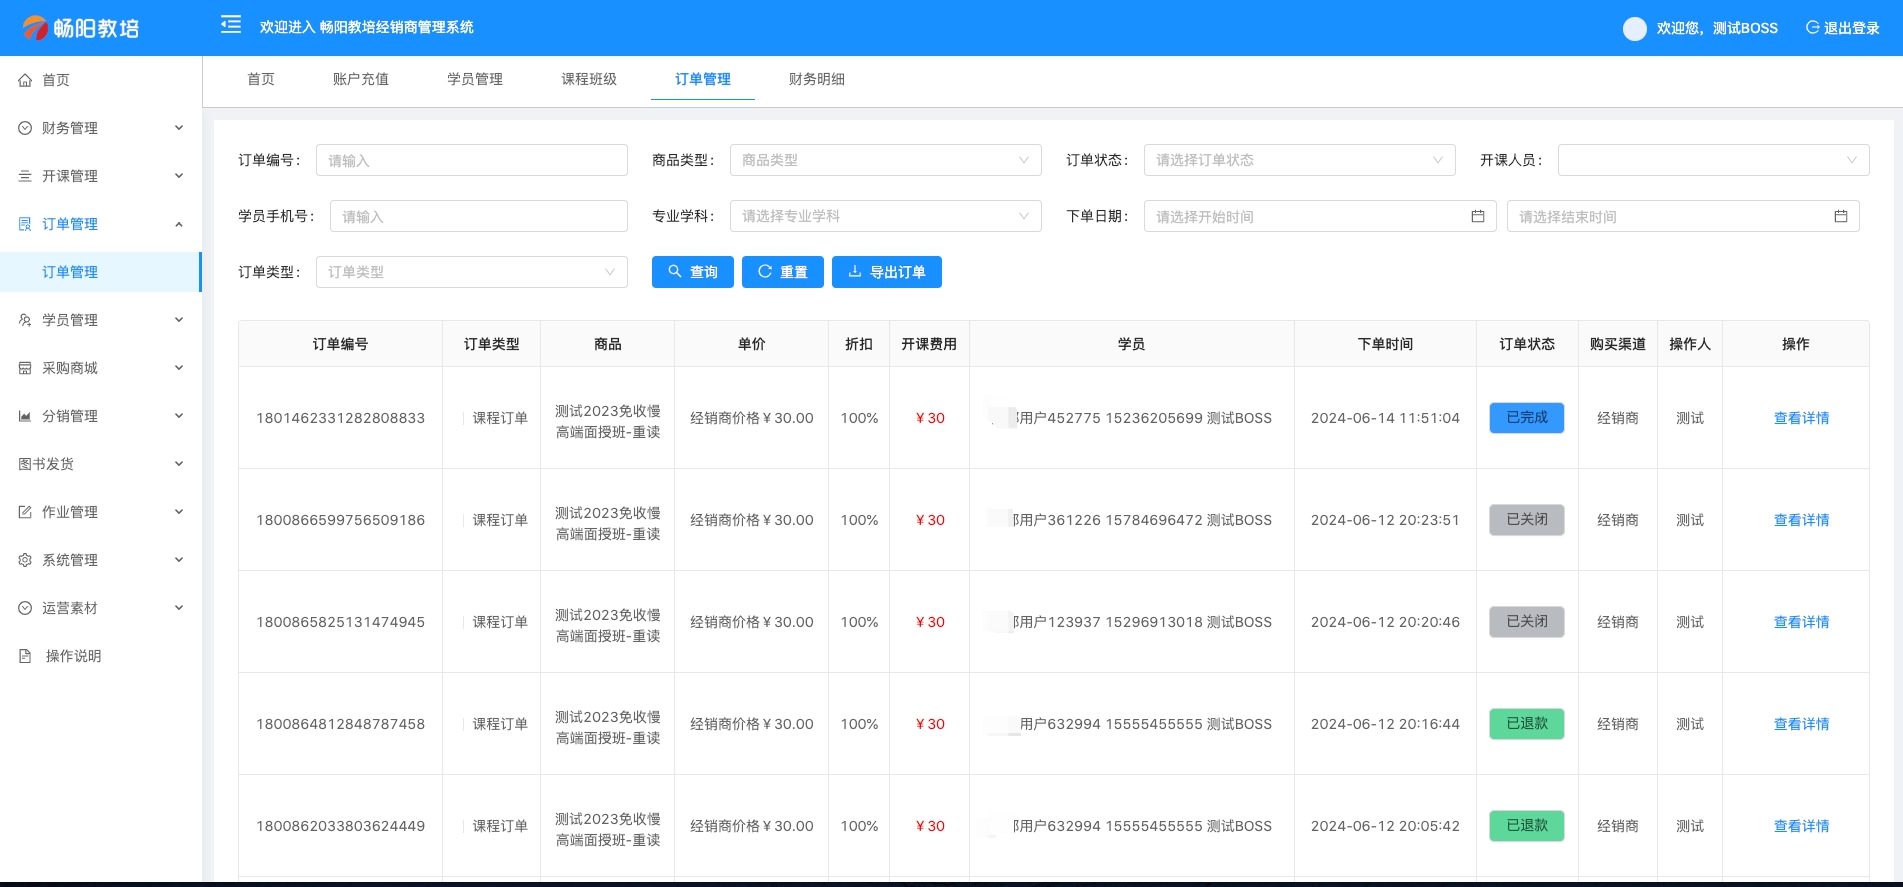 畅阳教培
欢迎进入 畅阳教培经销商管理系统
欢迎您，测试BOSS
退出登录
首页
财务管理
开课管理
订单管理
订单管理
学员管理
采购商城
分销管理
图书发货
作业管理
系统管理
运营素材
操作说明
首页 账户充值 学员管理 课程班级 订单管理 财务明细
订单编号： 请输入 商品类型： 商品类型 订单状态： 请选择订单状态 开课人员：
学员手机号： 请输入 专业学科： 请选择专业学科 下单日期： 请选择开始时间 请选择结束时间
订单类型： 订单类型 查询 重置 导出订单
订单编号 订单类型 商品 单价 折扣 开课费用 学员 下单时间 订单状态 购买渠道 操作人 操作
1801462331282808833 课程订单 测试2023免收慢
高端面授班-重读 经销商价格￥30.00 100% ￥30 用户452775 15236205699 测试BOSS 2024-06-14 11:51:04 已完成 经销商 测试 查看详情
1800866599756509186 课程订单 测试2023免收慢
高端面授班-重读 经销商价格￥30.00 100% ￥30 用户361226 15784696472 测试BOSS 2024-06-12 20:23:51 已关闭 经销商 测试 查看详情
1800865825131474945 课程订单 测试2023免收慢
高端面授班-重读 经销商价格￥30.00 100% ￥30 用户123937 15296913018 测试BOSS 2024-06-12 20:20:46 已关闭 经销商 测试 查看详情
1800864812848787458 课程订单 测试2023免收慢
高端面授班-重读 经销商价格￥30.00 100% ￥30 用户632994 15555455555 测试BOSS 2024-06-12 20:16:44 已退款 经销商 测试 查看详情
1800862033803624449 课程订单 测试2023免收慢
高端面授班-重读 经销商价格￥30.00 100% ￥30 用户632994 15555455555 测试BOSS 2024-06-12 20:05:42 已退款 经销商 测试 查看详情